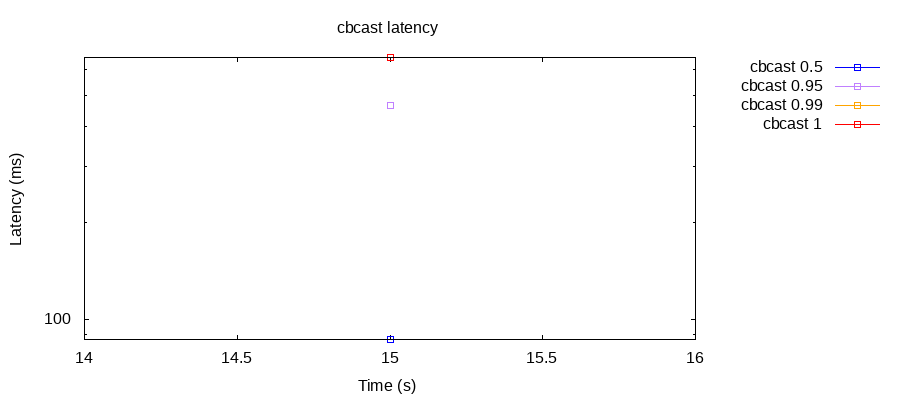 cbcast latency
cbcast 0.5
cbcast 0.95
cbcast 0.99
cbcast 1
Latency (ms)
100
14 14.5 15 15.5 16
Time (s)